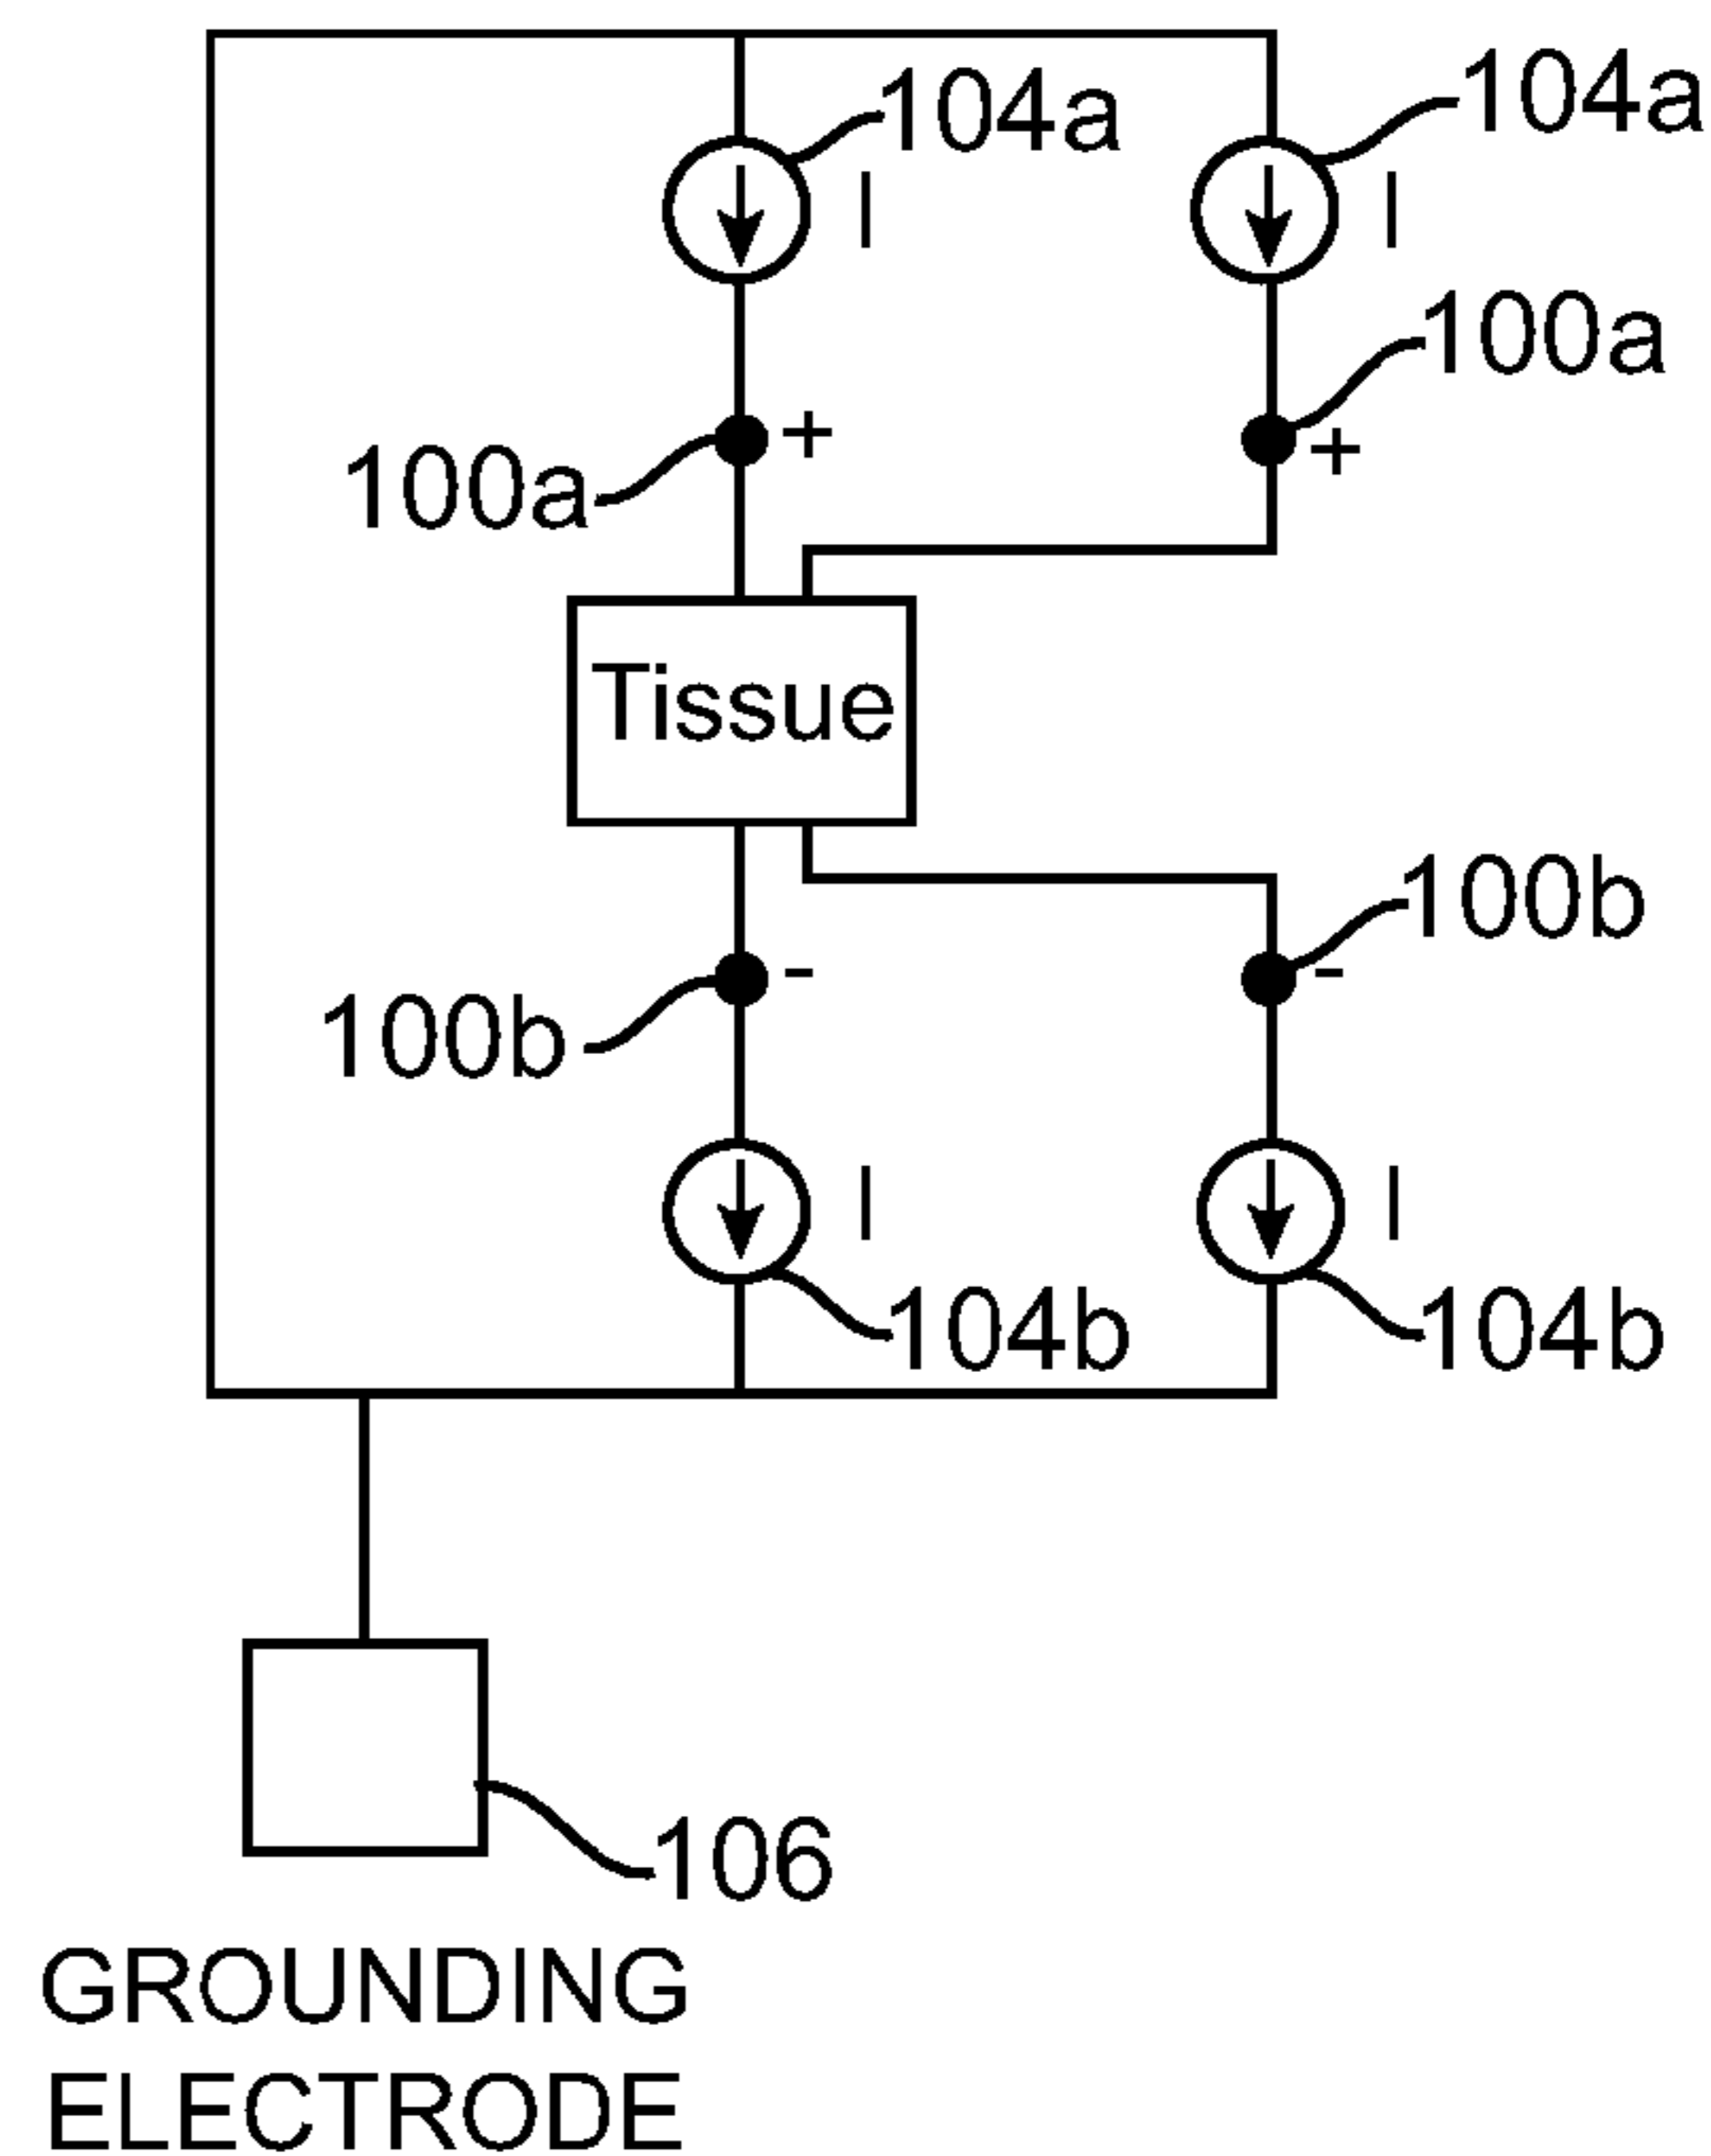 104a
104a
I
I
100a
+
+
100a
Tissue
100b
-
-
100b
I
I
104b
104b
106
GROUNDING
ELECTRODE